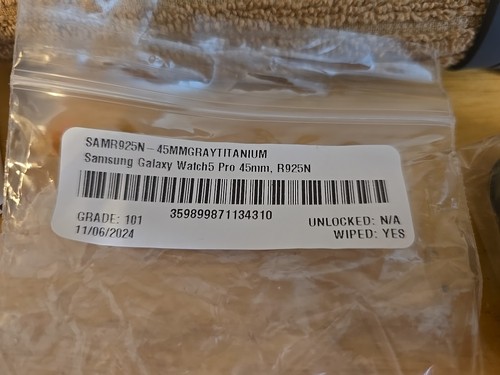 SAMR925N-45MMGRAYTITANIUM
Samsung Galaxy Watch5 Pro 45mm, R925N
359899871134310
GRADE: 101
UNLOCKED: N/A
11/06/2024
WIPED: YES